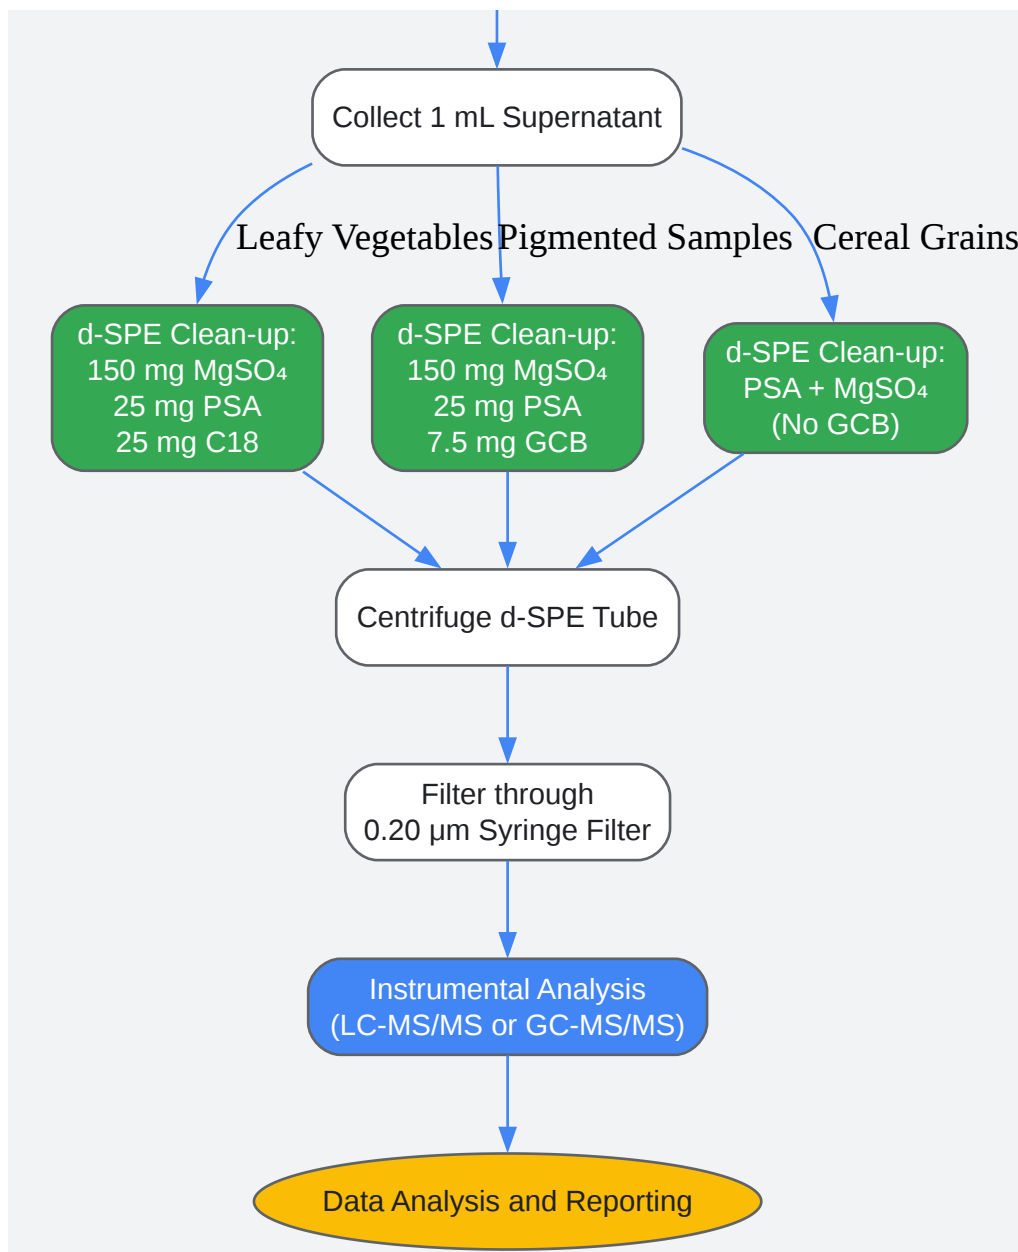 Collect 1 mL Supernatant
Leafy Vegetables
Pigmented Samples
Cereal Grains
d-SPE Clean-up:
150 mg MgSO₄
25 mg PSA
25 mg C18
d-SPE Clean-up:
150 mg MgSO₄
25 mg PSA
7.5 mg GCB
d-SPE Clean-up:
PSA + MgSO₄
(No GCB)
Centrifuge d-SPE Tube
Filter through
0.20 µm Syringe Filter
Instrumental Analysis
(LC-MS/MS or GC-MS/MS)
Data Analysis and Reporting